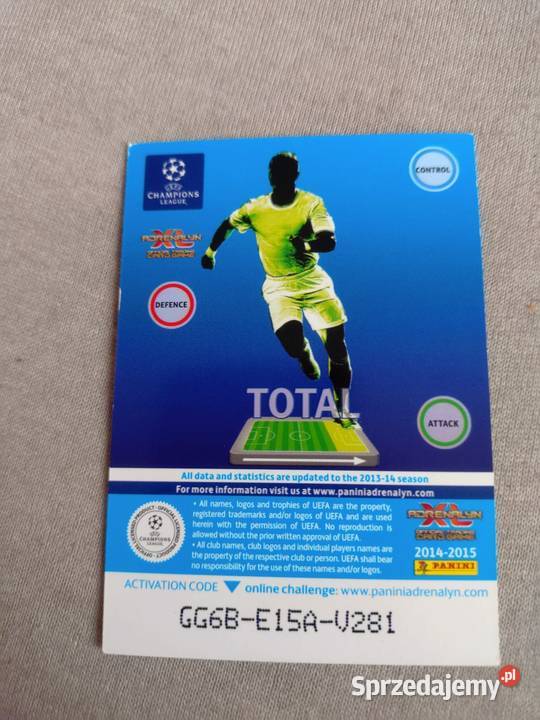 CONTROL
UEFA
CHAMPIONS
LEAGUE
ADRENALYN
XL
OFFICIAL TRADING
CARD GAME
DEFENCE
TOTAL
ATTACK
All data and statistics are updated to the 2013-14 season
For more information visit us at www.paniniadrenalyn.com
• All names, logos and trophies of UEFA are the property,
registered trademarks and/or logos of UEFA and are used
herein with the permission of UEFA. No reproduction is
allowed without the prior written approval of UEFA.
• All club names, club logos and individual players names are
the property of the respective club or person. UEFA shall bear
no responsibility for the use of these names and/or logos.
ADRENALYN
XL
2014-2015
PANINI
ACTIVATION CODE online challenge: www.paniniadrenalyn.com
GG6B-E15A-V281
Sprzedajemy.pl